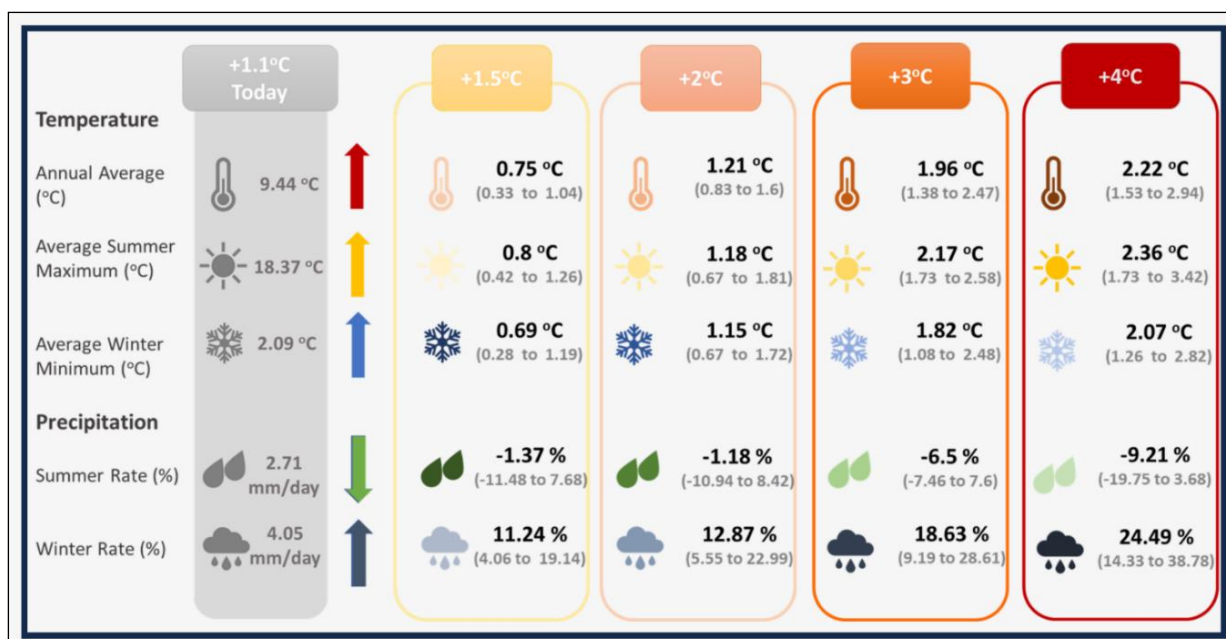 +1.1°C
Today
+1.5°C
+2°C
+3°C
+4°C
Temperature
Annual Average
(°C)
9.44 °C
0.75 °C
(0.33 to 1.04)
1.21 °C
(0.83 to 1.6)
1.96 °C
(1.38 to 2.47)
2.22 °C
(1.53 to 2.94)
Average Summer
Maximum (°C)
18.37 °C
0.8 °C
(0.42 to 1.26)
1.18 °C
(0.67 to 1.81)
2.17 °C
(1.73 to 2.58)
2.36 °C
(1.73 to 3.42)
Average Winter
Minimum (°C)
2.09 °C
0.69 °C
(0.28 to 1.19)
1.15 °C
(0.67 to 1.72)
1.82 °C
(1.08 to 2.48)
2.07 °C
(1.26 to 2.82)
Precipitation
Summer Rate (%)
2.71
mm/day
-1.37 %
(-11.48 to 7.68)
-1.18 %
(-10.94 to 8.42)
-6.5 %
(-7.46 to 7.6)
-9.21 %
(-19.75 to 3.68)
Winter Rate (%)
4.05
mm/day
11.24 %
(4.06 to 19.14)
12.87 %
(5.55 to 22.99)
18.63 %
(9.19 to 28.61)
24.49 %
(14.33 to 38.78)